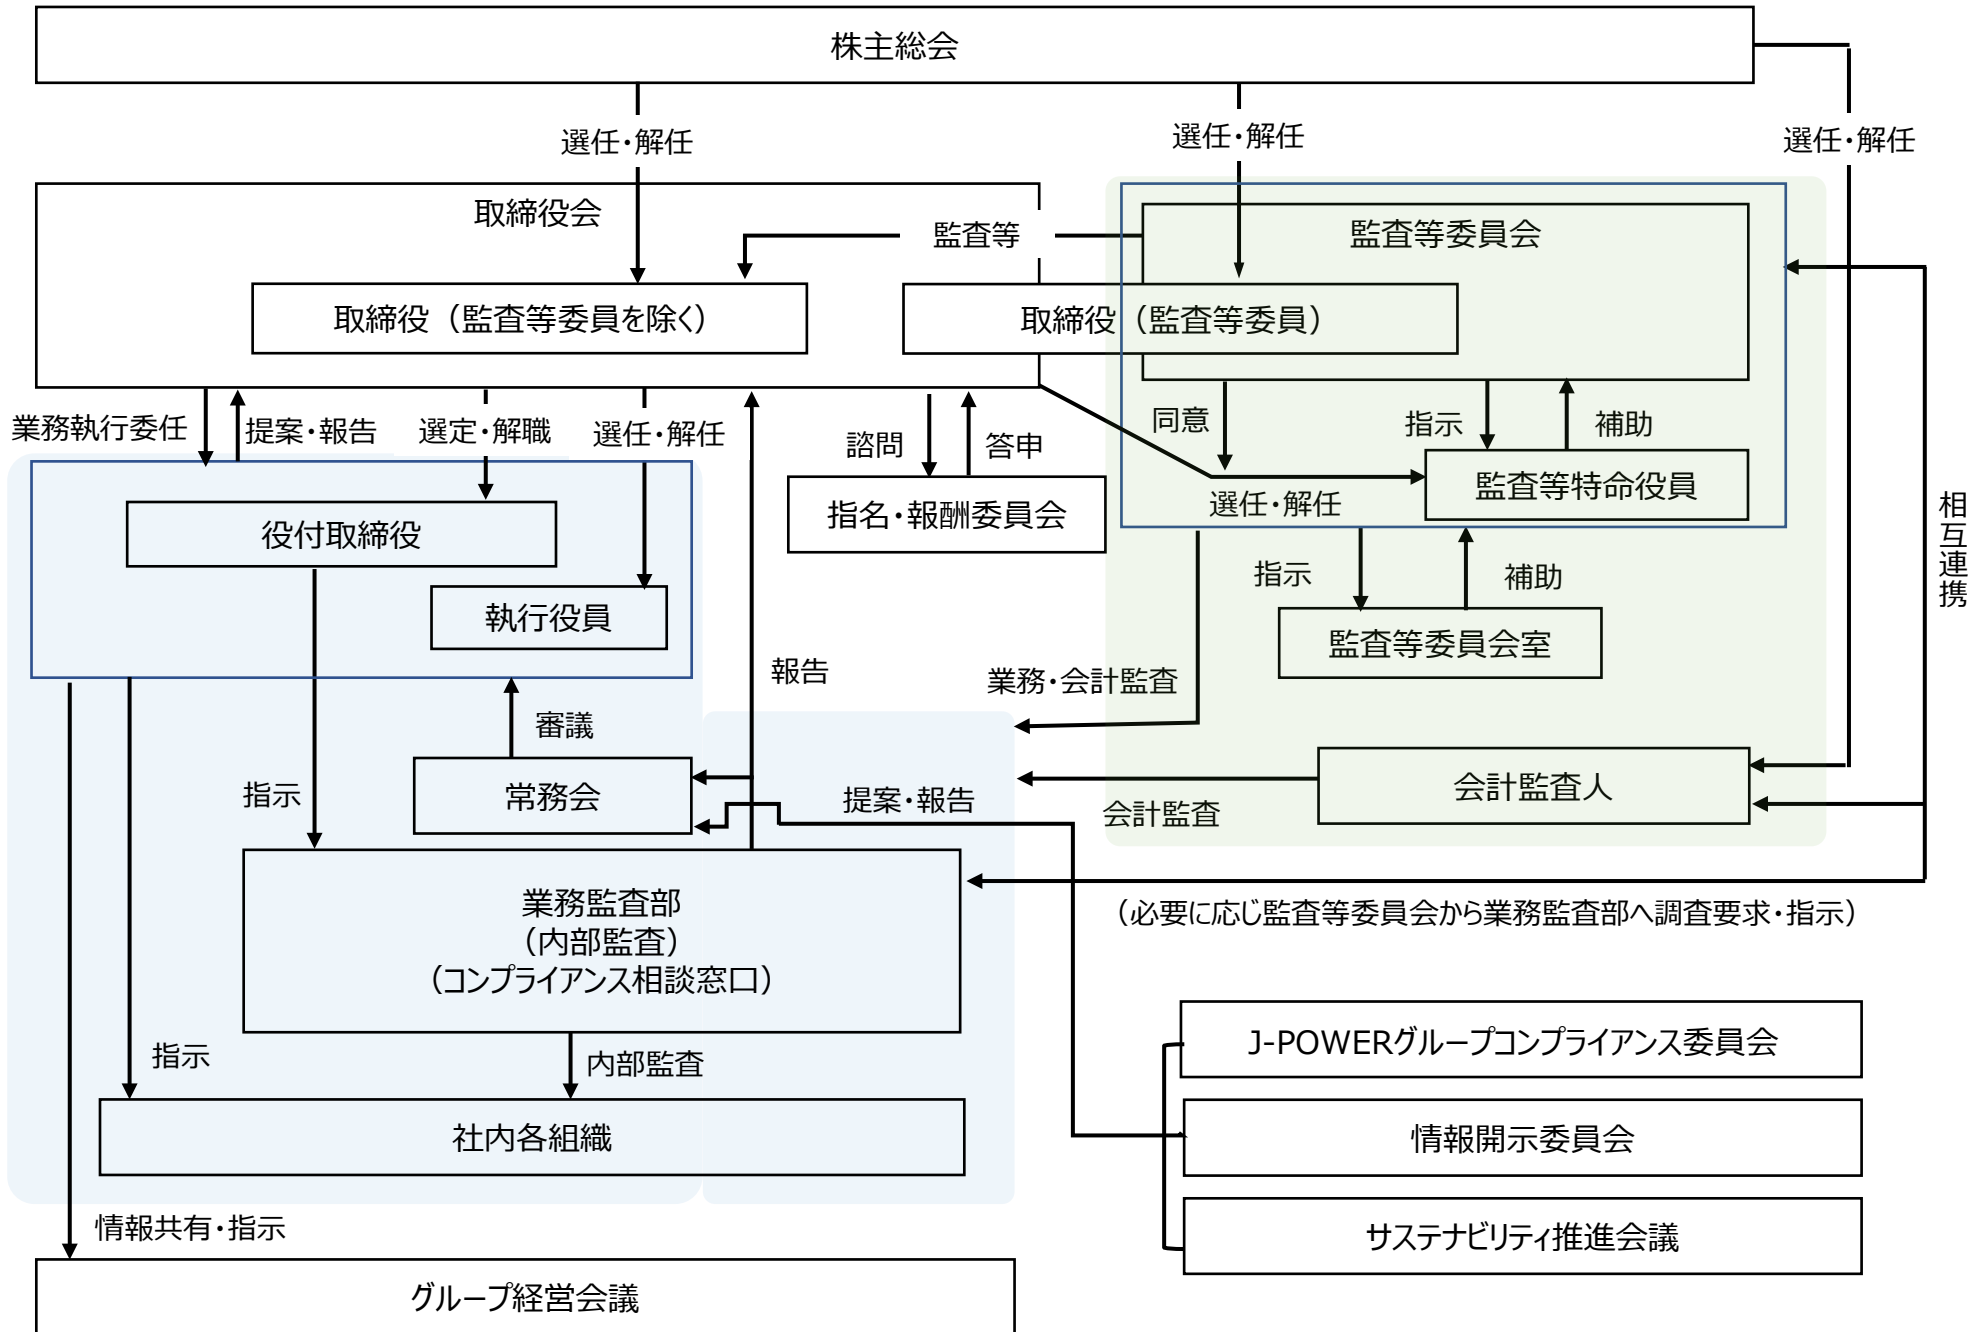 株主総会
選任・解任
選任・解任
選任・解任
取締役会
監査等
監査等委員会
取締役（監査等委員を除く）
取締役（監査等委員）
業務執行委任
提案・報告
選定・解職
選任・解任
諮問
答申
同意
指示
補助
指名・報酬委員会
選任・解任
監査等特命役員
相互連携
役付取締役
執行役員
指示
補助
監査等委員会室
報告
業務・会計監査
審議
指示
常務会
提案・報告
会計監査
会計監査人
業務監査部
（内部監査）
（コンプライアンス相談窓口）
（必要に応じ監査等委員会から業務監査部へ調査要求・指示）
指示
内部監査
J-POWERグループコンプライアンス委員会
社内各組織
情報開示委員会
情報共有・指示
サステナビリティ推進会議
グループ経営会議